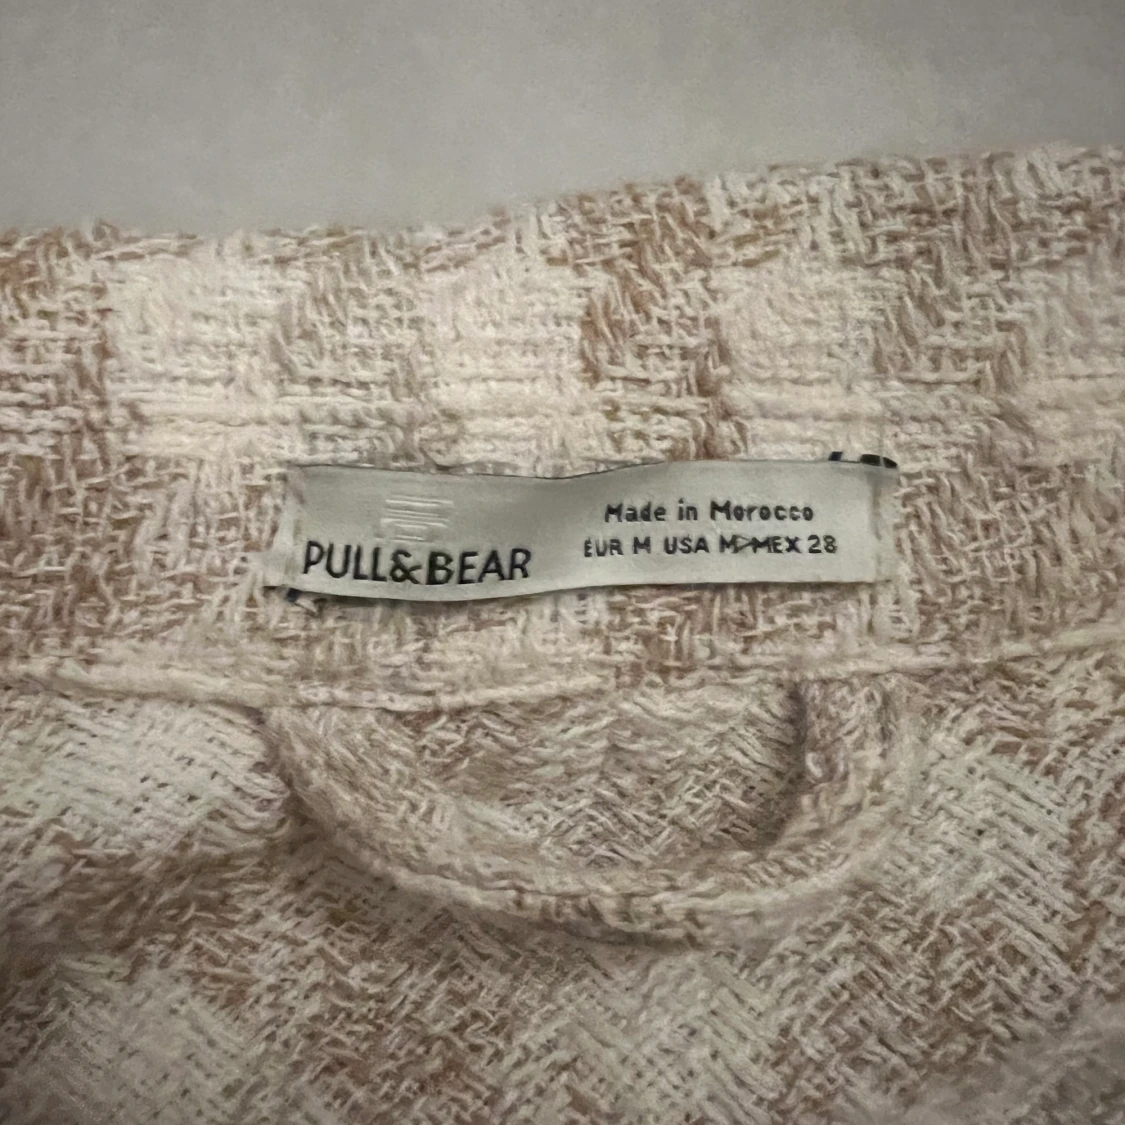 PULL&BEAR
Made in Morocco
EUR M USA M MEX 28